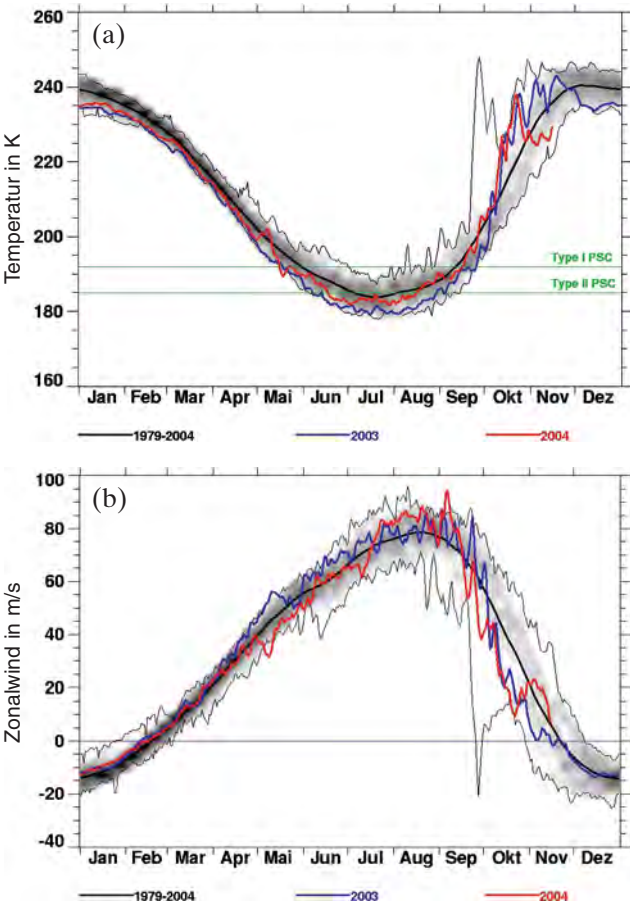 (a)
Temperatur in K
260
240
220
200
180
160
Type I PSC
Type II PSC
Jan Feb Mar Apr Mai Jun Jul Aug Sep Okt Nov Dez
1979-2004 2003 2004
(b)
Zonalwind in m/s
100
80
60
40
20
0
-20
-40
Jan Feb Mar Apr Mai Jun Jul Aug Sep Okt Nov Dez
1979-2004 2003 2004